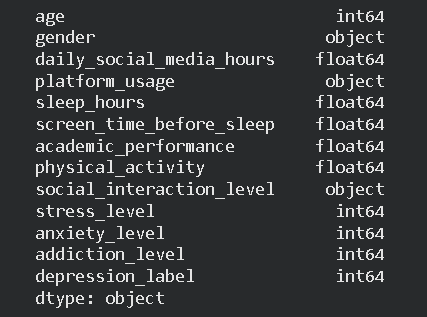 age int64
gender object
daily_social_media_hours float64
platform_usage object
sleep_hours float64
screen_time_before_sleep float64
academic_performance float64
physical_activity float64
social_interaction_level object
stress_level int64
anxiety_level int64
addiction_level int64
depression_label int64
dtype: object